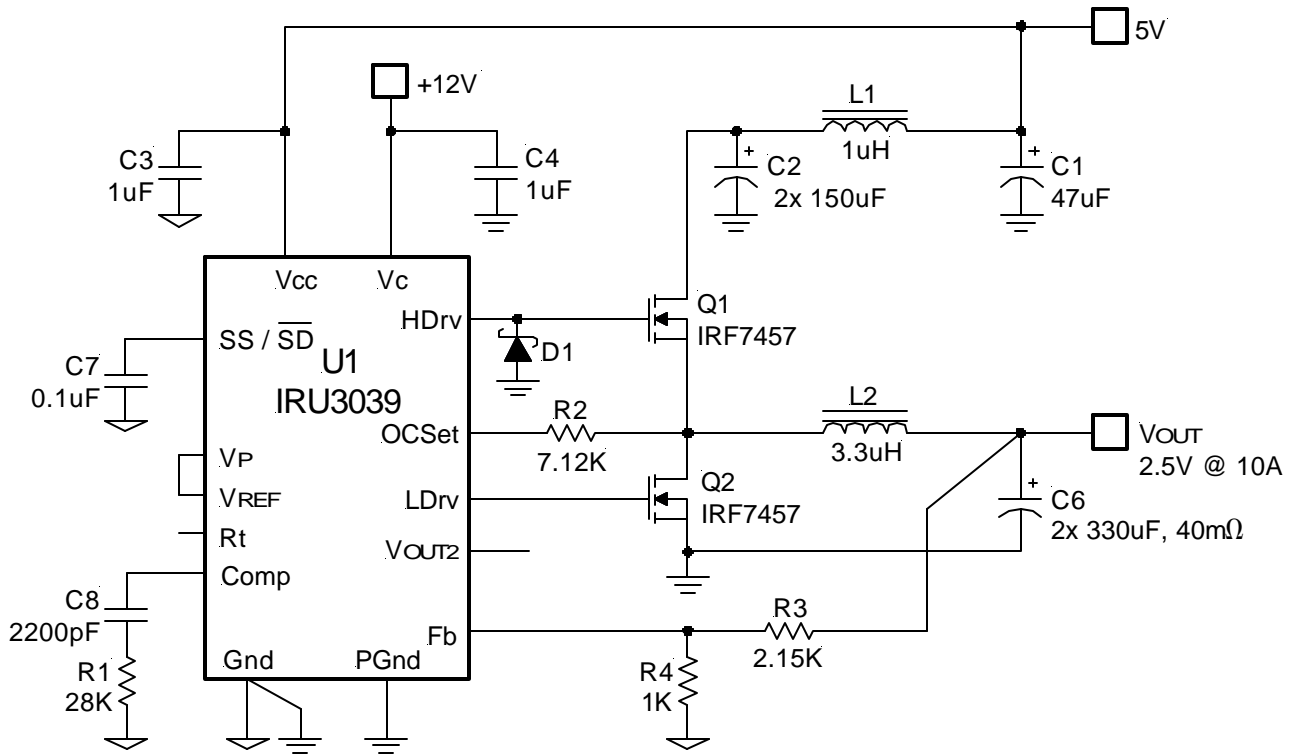 5V
+12V
L1
1uH
C3
1uF
C4
1uF
+
C2
2x 150uF
+
C1
47uF
Vcc
Vc
HDrv
Q1
IRF7457
SS / SD
U1
IRU3039
D1
C7
0.1uF
OCSet
R2
7.12K
L2
3.3uH
VOUT
2.5V @ 10A
VP
VREF
LDrv
Q2
IRF7457
+
C6
2x 330uF, 40mΩ
Rt
VOUT2
Comp
C8
2200pF
Fb
R3
2.15K
R1
28K
Gnd
PGnd
R4
1K